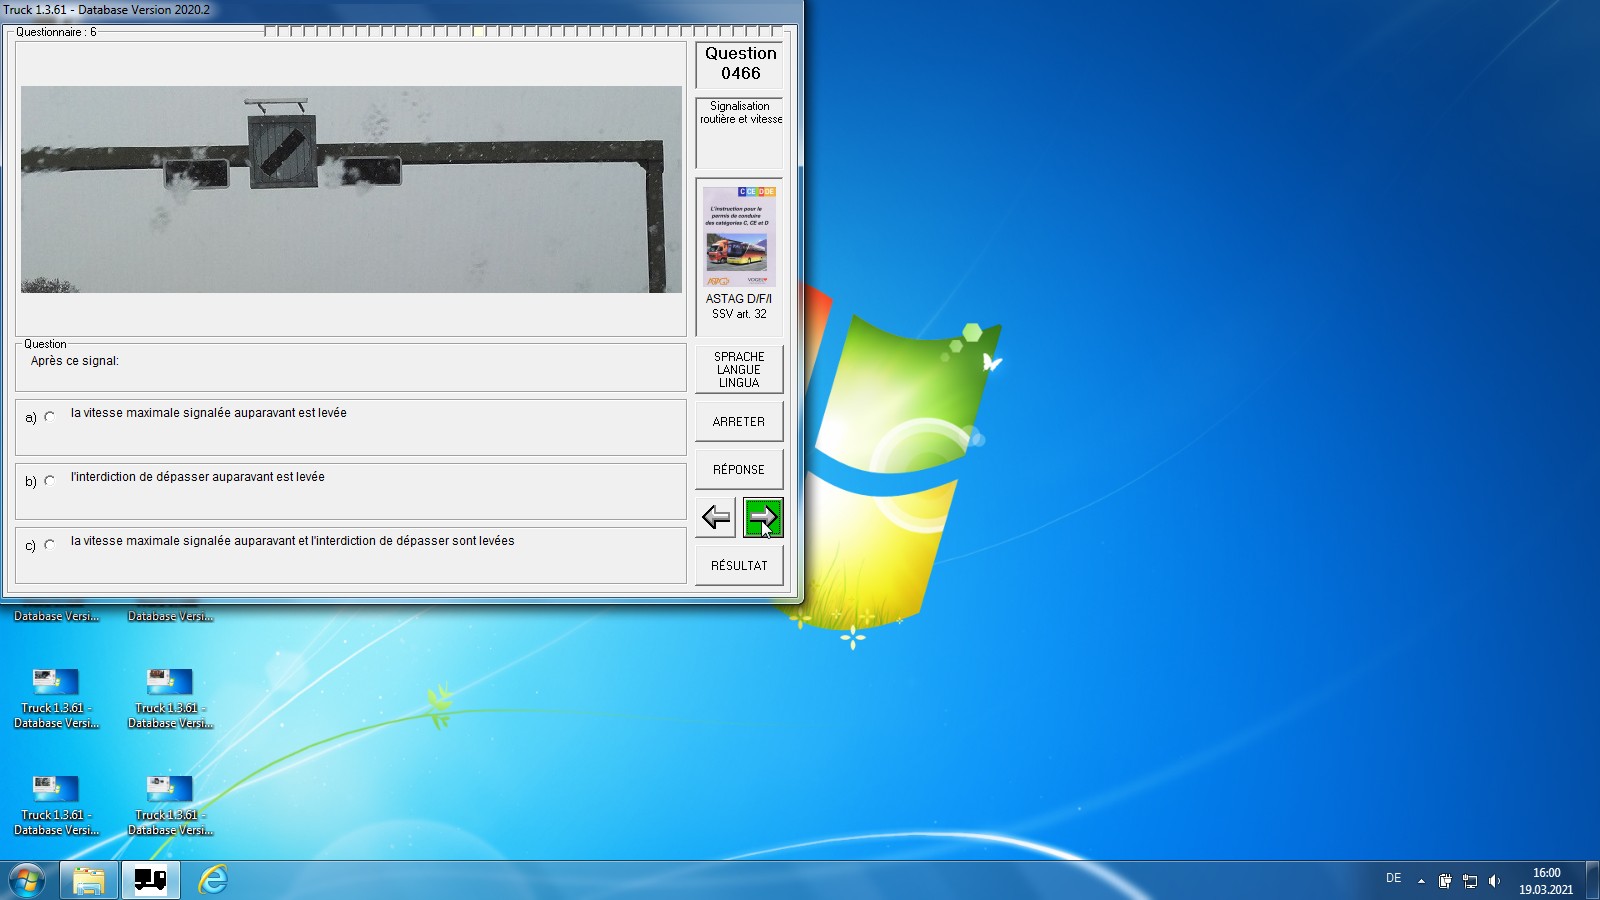 Truck 1.3.61 - Database Version 2020.2
Questionnaire : 6
Question
0466
Signalisation
routière et vitesse
C CE D DE
L'instruction pour le
permis de conduire
des catégories C, CE et D
ASTAG D/F/I
SSV art. 32
Question
Après ce signal:
a)
la vitesse maximale signalée auparavant est levée
b)
l'interdiction de dépasser auparavant est levée
c)
la vitesse maximale signalée auparavant et l'interdiction de dépasser sont levées
SPRACHE
LANGUE
LINGUA
ARRETER
RÉPONSE
RÉSULTAT
Database Versi...
Database Versi...
Truck 1.3.61 -
Database Versi...
Truck 1.3.61 -
Database Versi...
Truck 1.3.61 -
Database Versi...
Truck 1.3.61 -
Database Versi...
DE
16:00
19.03.2021